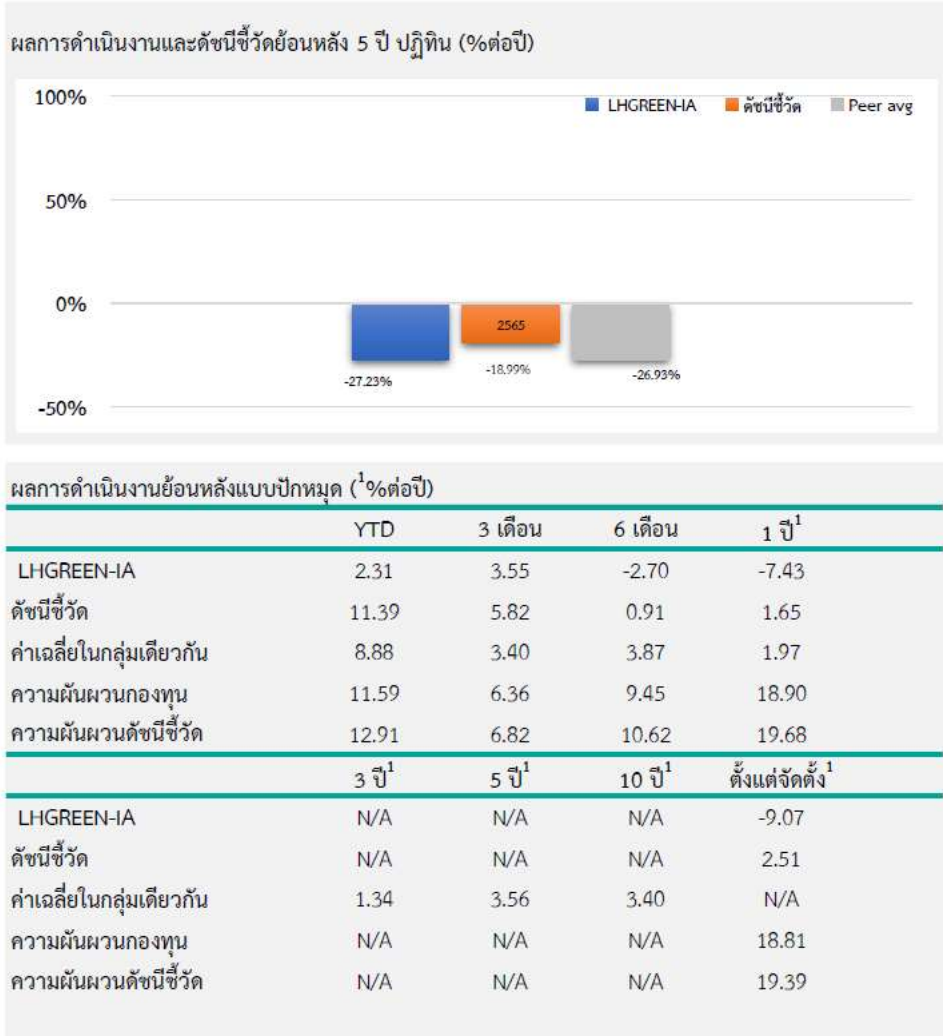 ผลการดำเนินงานและดัชนีชี้วัดย้อนหลัง 5 ปี ปฏิทิน (%ต่อปี)
100%
LHGREEN-IA ดัชนีชี้วัด Peer avg
50%
0%
2565
-27.23% -18.99% -26.93%
-50%
ผลการดำเนินงานย้อนหลังแบบปักหมุด (¹%ต่อปี)
YTD 3 เดือน 6 เดือน 1 ปี¹
LHGREEN-IA 2.31 3.55 -2.70 -7.43
ดัชนีชี้วัด 11.39 5.82 0.91 1.65
ค่าเฉลี่ยในกลุ่มเดียวกัน 8.88 3.40 3.87 1.97
ความผันผวนกองทุน 11.59 6.36 9.45 18.90
ความผันผวนดัชนีชี้วัด 12.91 6.82 10.62 19.68
3 ปี¹ 5 ปี¹ 10 ปี¹ ตั้งแต่จัดตั้ง¹
LHGREEN-IA N/A N/A N/A -9.07
ดัชนีชี้วัด N/A N/A N/A 2.51
ค่าเฉลี่ยในกลุ่มเดียวกัน 1.34 3.56 3.40 N/A
ความผันผวนกองทุน N/A N/A N/A 18.81
ความผันผวนดัชนีชี้วัด N/A N/A N/A 19.39